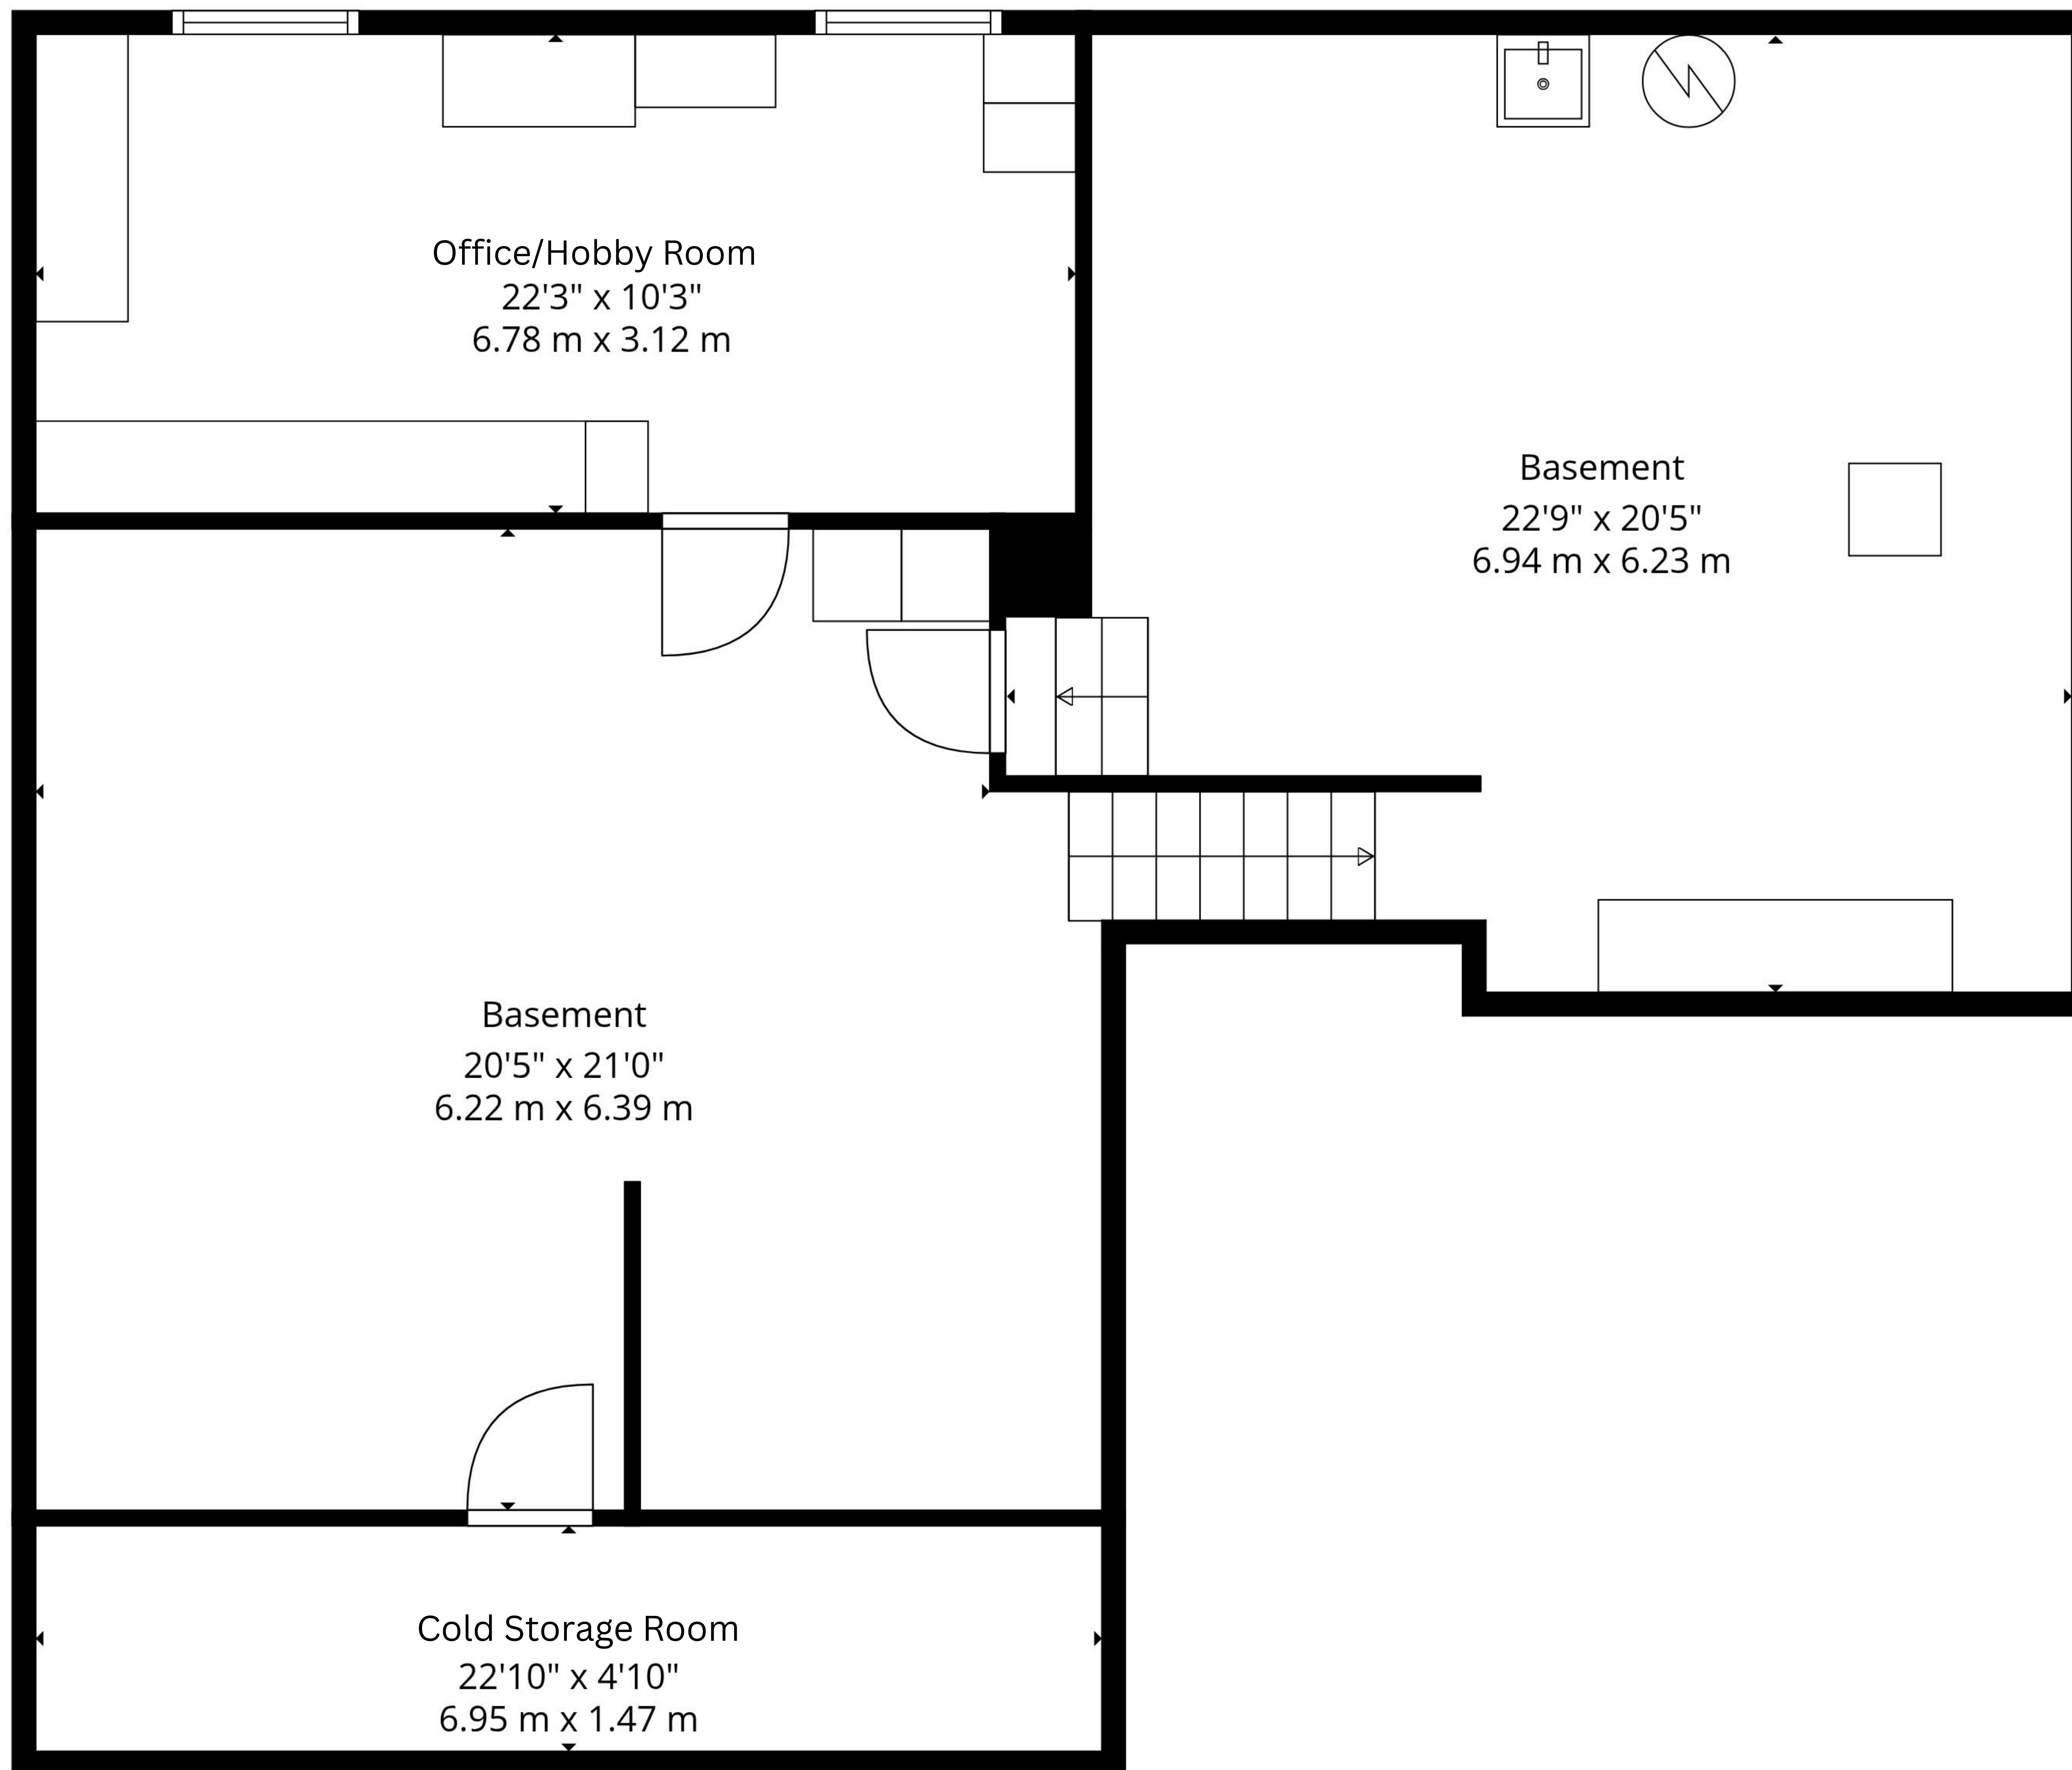 Office/Hobby Room
22'3" x 10'3"
6.78 m x 3.12 m
Basement
22'9" x 20'5"
6.94 m x 6.23 m
Basement
20'5" x 21'0"
6.22 m x 6.39 m
Cold Storage Room
22'10" x 4'10"
6.95 m x 1.47 m